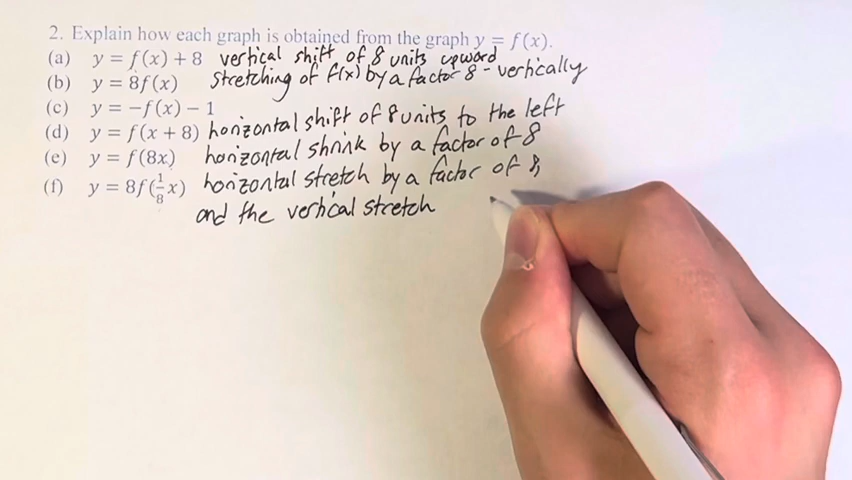 2. Explain how each graph is obtained from the graph y = f(x).
(a) y = f(x) + 8 vertical shift of 8 units upward
(b) y = 8f(x) stretching of f(x) by a factor 8 - vertically
(c) y = −f(x) − 1
(d) y = f(x + 8) horizontal shift of 8 units to the left
(e) y = f(8x) horizontal shrink by a factor of 8
(f) y = 8f(1/8 x) horizontal stretch by a factor of 8,
and the vertical stretch